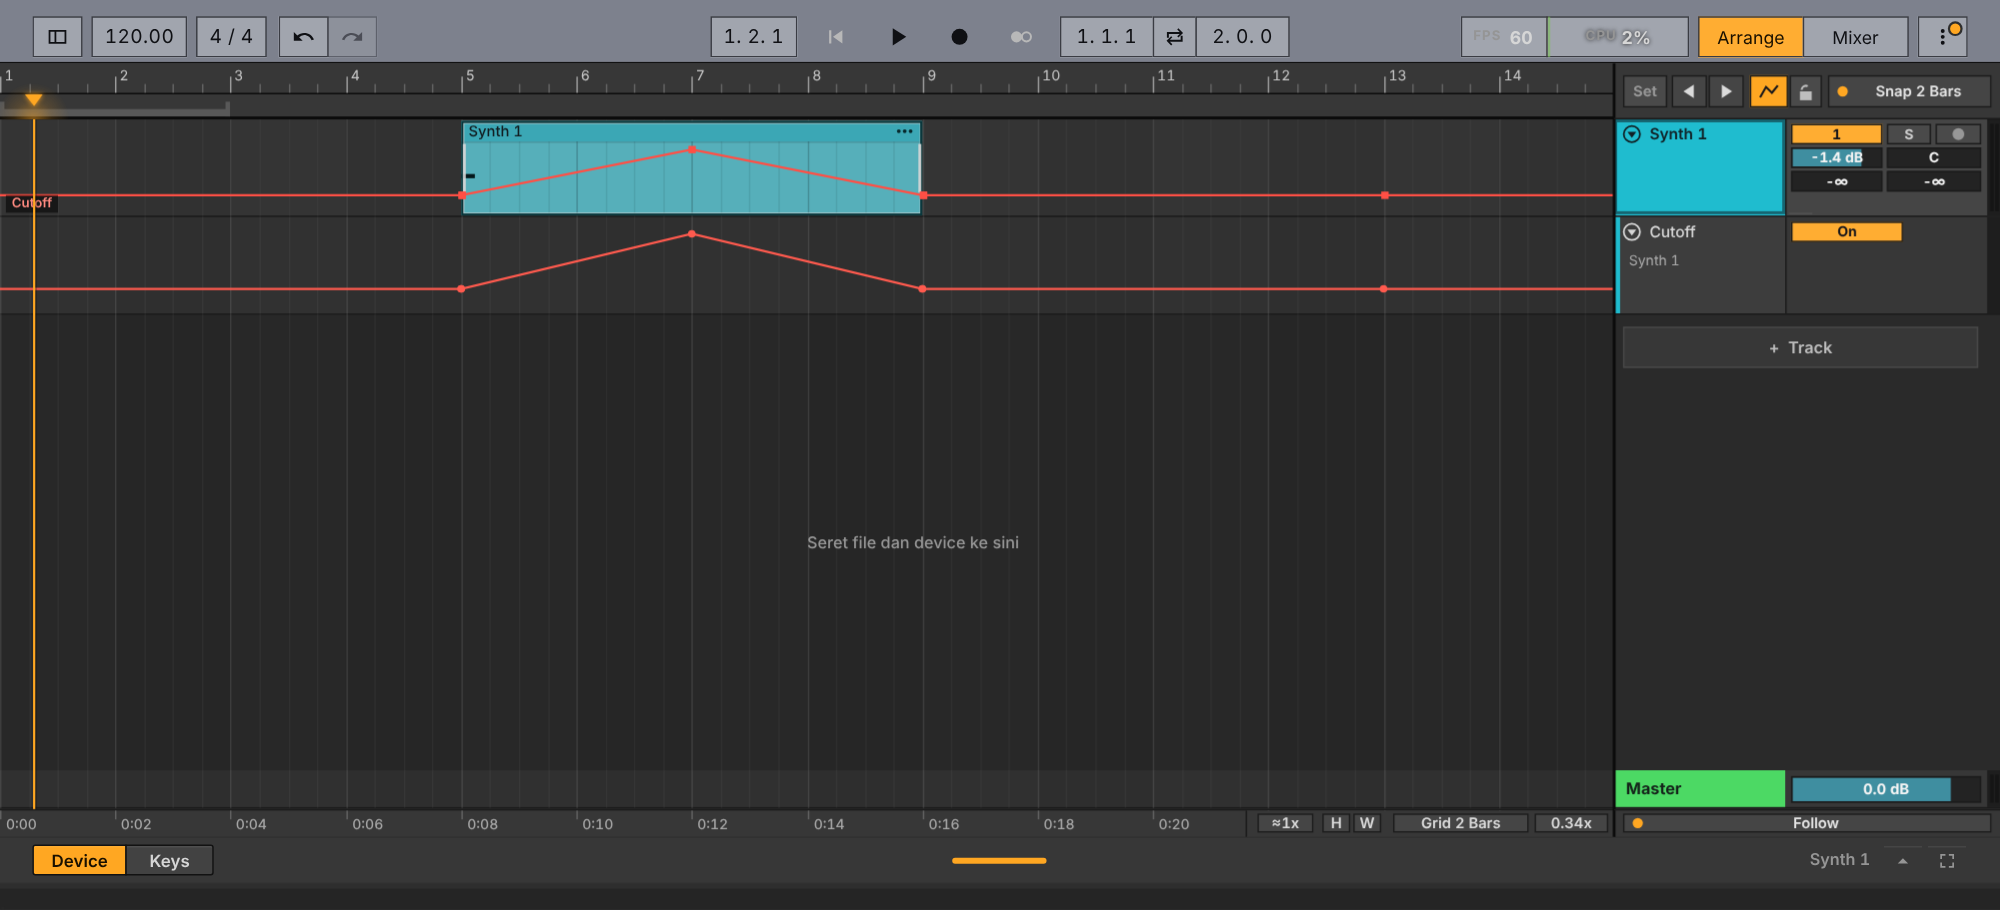 120.00
4 / 4
1. 2. 1
1. 1. 1
2. 0. 0
FPS 60
CPU 2%
Arrange
Mixer
1 2 3 4 5 6 7 8 9 10 11 12 13 14
Set
Snap 2 Bars
Synth 1
Cutoff
Synth 1
1
S
-1.4 dB
C
-∞
-∞
Cutoff
Synth 1
On
+ Track
Seret file dan device ke sini
Master
0.0 dB
0:00 0:02 0:04 0:06 0:08 0:10 0:12 0:14 0:16 0:18 0:20
≈1x
H
W
Grid 2 Bars
0.34x
Follow
Device
Keys
Synth 1